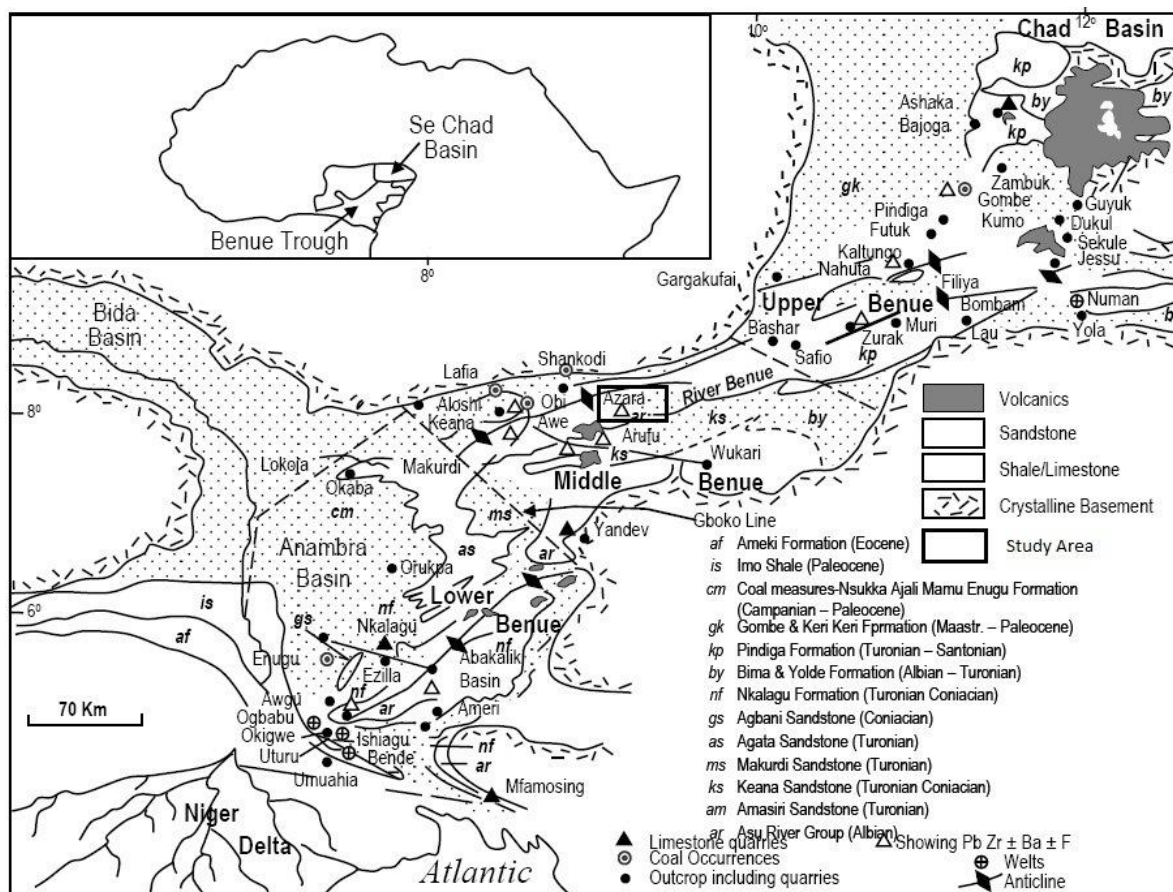 10°
12°
Chad Basin
kp
by
by
Ashaka
Bajoga
kp
Se Chad
Basin
Benue Trough
gk
Zambuk
Gombe
Kumo
Guyuk
Dukul
Sekule
Jessu
Pindiga
Futuk
Kaltungo
Nahuta
Filiya
8°
Gargakufai
Upper Benue
Bombam
Numan
Bida
Basin
Bashar
Safio
Zurak
Muri
Lau
Yola
b
kp
Shankodi
Lafia
River Benue
8°
Aloshi
Keana
Obi
Awe
Azara
ar
Arufu
ks
ks
by
Volcanics
Sandstone
Shale/Limestone
Crystalline Basement
Study Area
Lokoja
Okaba
cm
Makurdi
Middle Benue
Wukari
ms
Gboko Line
Yandev
as
ar
Anambra
Basin
Orukpa
6°
is
af
gs
nf
Nkalagu
Lower
Benue
nf
Enugu
Ezilla
Abakalik
Basin
nf
ar
Awgu
Ogbabu
Okigwe
Uturu
Ishiagu
Bende
Umuahia
Ameri
nf
ar
Mfamosing
70 Km
Niger
Delta
Atlantic
af Ameki Formation (Eocene)
is Imo Shale (Paleocene)
cm Coal measures-Nsukka Ajali Mamu Enugu Formation
(Campanian – Paleocene)
gk Gombe & Keri Keri Fprmation (Maastr. – Paleocene)
kp Pindiga Formation (Turonian – Santonian)
by Bima & Yolde Formation (Albian – Turonian)
nf Nkalagu Formation (Turonian Coniacian)
gs Agbani Sandstone (Coniacian)
as Agata Sandstone (Turonian)
ms Makurdi Sandstone (Turonian)
ks Keana Sandstone (Turonian Coniacian)
am Amasiri Sandstone (Turonian)
ar Asu River Group (Albian)
Limestone quarries
Coal Occurrences
Outcrop including quarries
Showing Pb Zr ± Ba ± F
Welts
Anticline